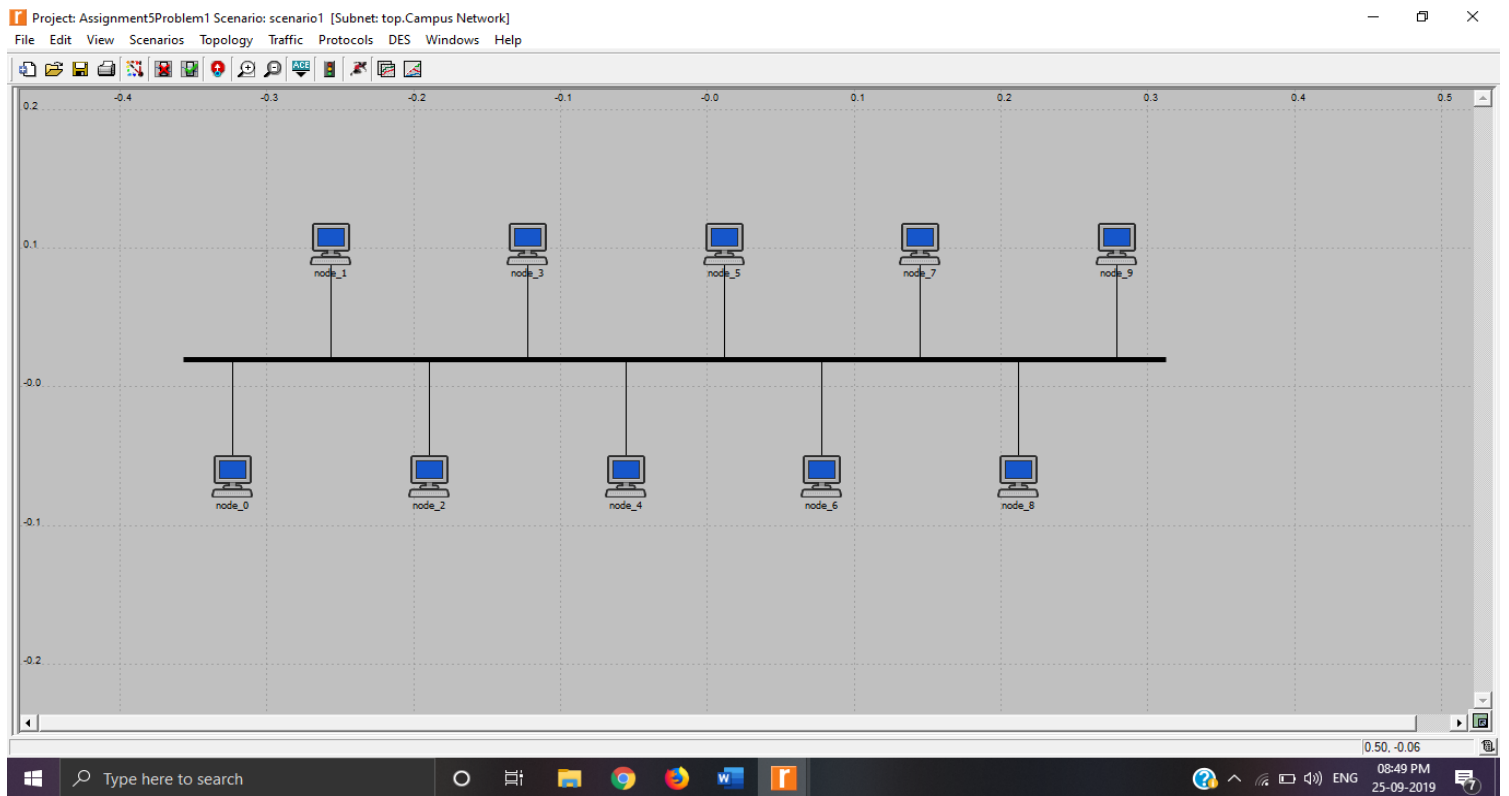 Project: Assignment5Problem1 Scenario: scenario1 [Subnet: top.Campus Network]
File Edit View Scenarios Topology Traffic Protocols DES Windows Help
ACE
-0.4 -0.3 -0.2 -0.1 -0.0 0.1 0.2 0.3 0.4 0.5
0.2
0.1
node_1 node_3 node_5 node_7 node_9
-0.0
node_0 node_2 node_4 node_6 node_8
-0.1
-0.2
0.50, -0.06
Type here to search
ENG
08:49 PM
25-09-2019
7